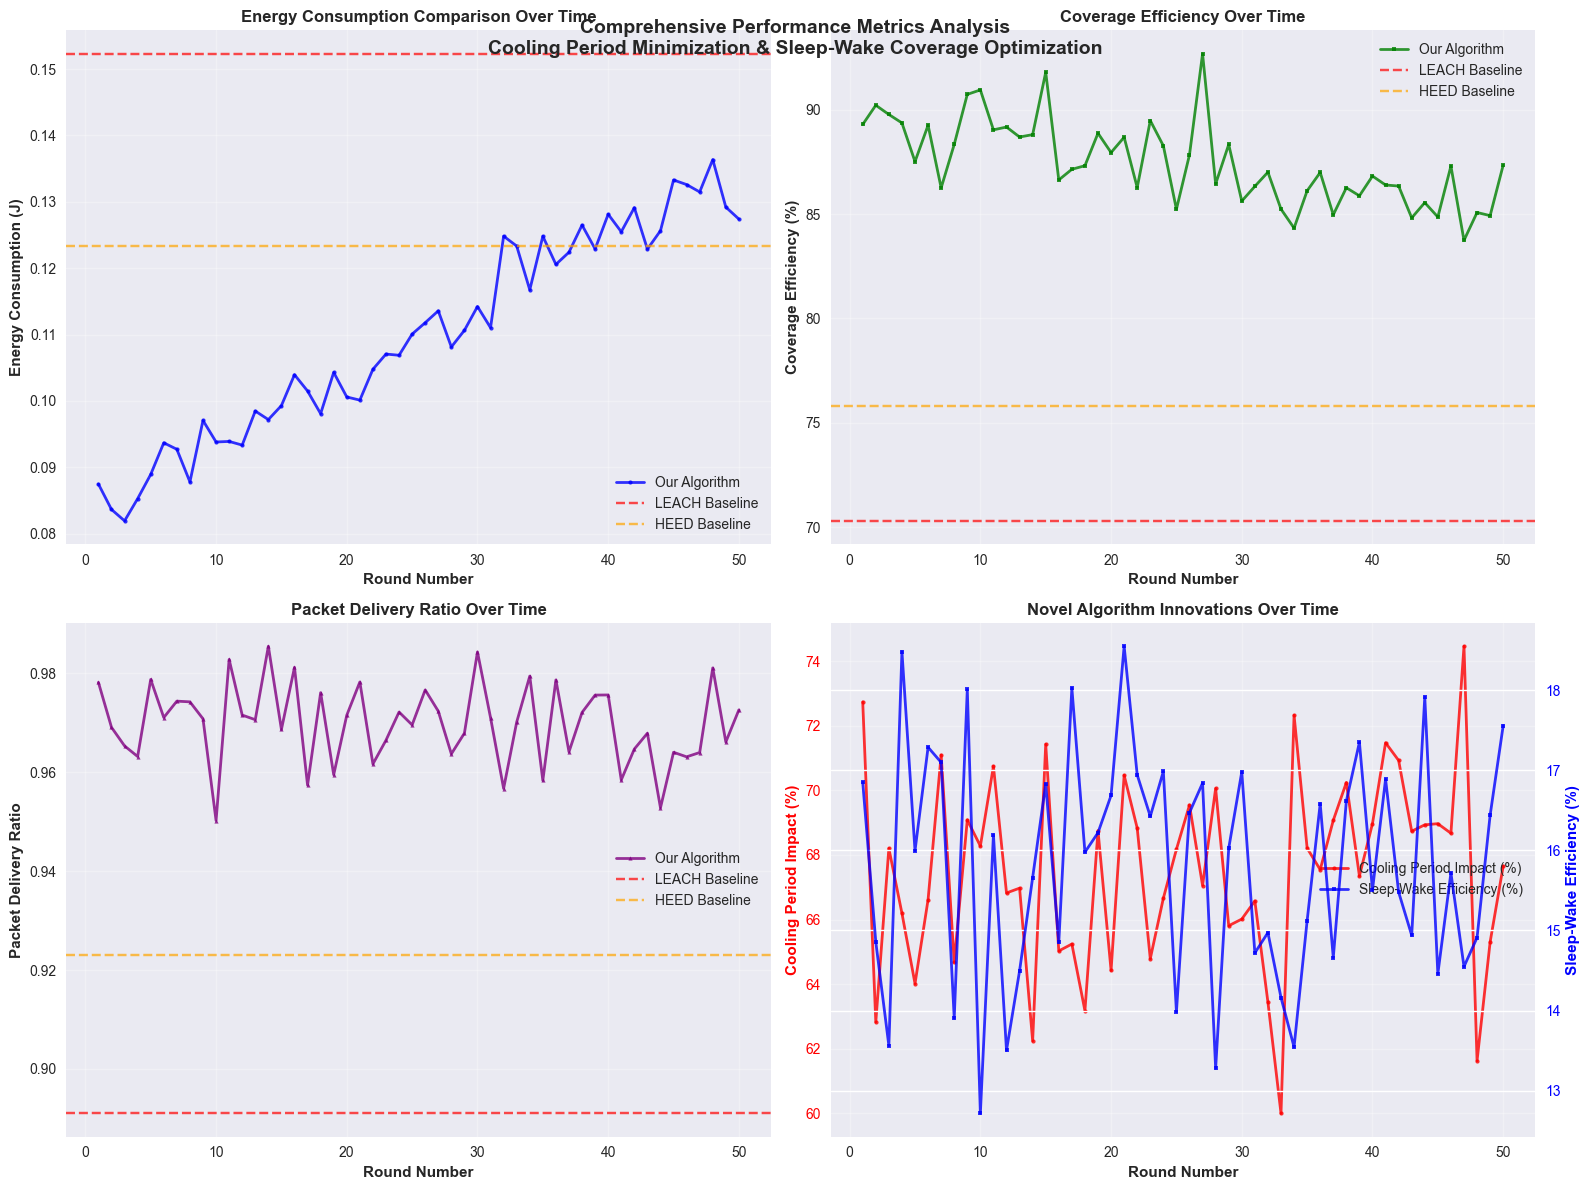 Comprehensive Performance Metrics Analysis
Cooling Period Minimization & Sleep-Wake Coverage Optimization
Energy Consumption Comparison Over Time
Energy Consumption (J)
0.15
0.14
0.13
0.12
0.11
0.10
0.09
0.08
Our Algorithm
LEACH Baseline
HEED Baseline
0 10 20 30 40 50
Round Number
Coverage Efficiency Over Time
Coverage Efficiency (%)
90
85
80
75
70
Our Algorithm
LEACH Baseline
HEED Baseline
0 10 20 30 40 50
Round Number
Packet Delivery Ratio Over Time
Packet Delivery Ratio
0.98
0.96
0.94
0.92
0.90
Our Algorithm
LEACH Baseline
HEED Baseline
0 10 20 30 40 50
Round Number
Novel Algorithm Innovations Over Time
Cooling Period Impact (%)
74
72
70
68
66
64
62
60
Cooling Period Impact (%)
Sleep-Wake Efficiency (%)
18
17
16
15
14
13
Sleep-Wake Efficiency (%)
0 10 20 30 40 50
Round Number